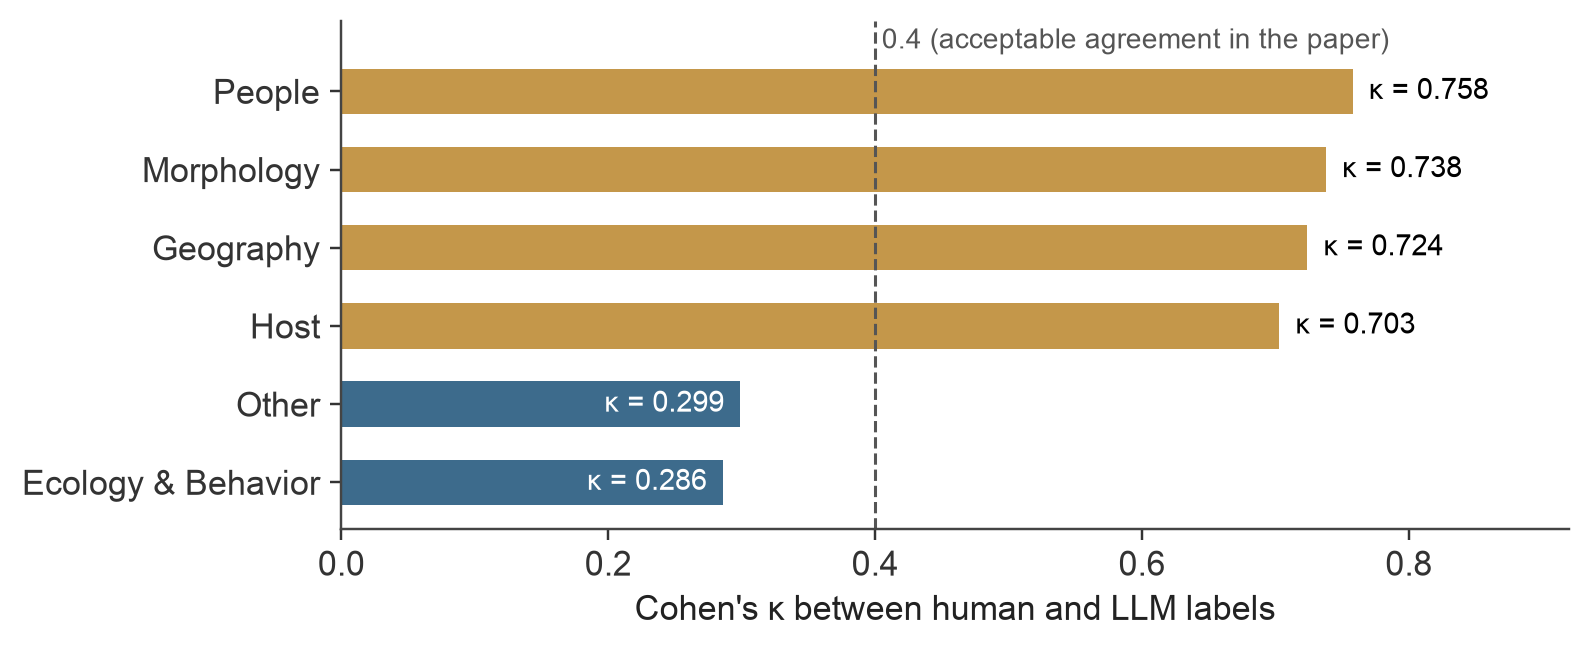 0.4 (acceptable agreement in the paper)
People
κ = 0.758
Morphology
κ = 0.738
Geography
κ = 0.724
Host
κ = 0.703
Other
κ = 0.299
Ecology & Behavior
κ = 0.286
0.0 0.2 0.4 0.6 0.8
Cohen's κ between human and LLM labels